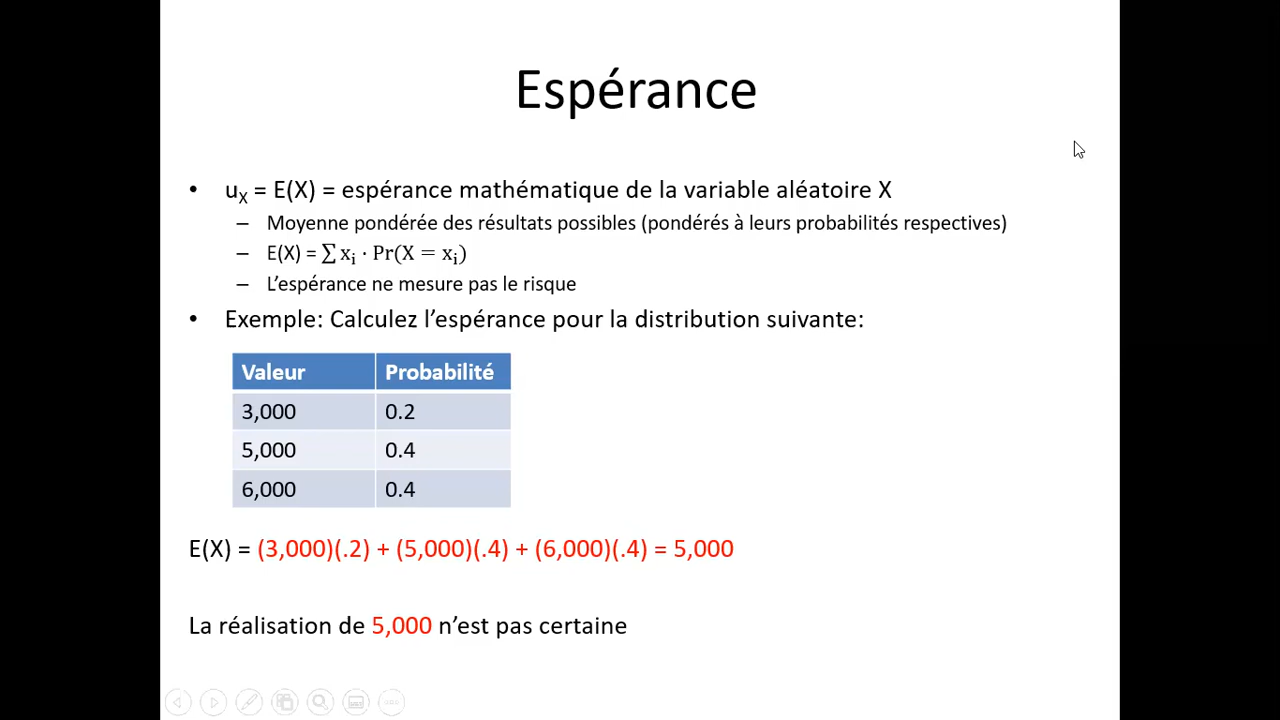 Espérance
• uX = E(X) = espérance mathématique de la variable aléatoire X
– Moyenne pondérée des résultats possibles (pondérés à leurs probabilités respectives)
– E(X) = ∑ xi · Pr(X = xi)
– L’espérance ne mesure pas le risque
• Exemple: Calculez l’espérance pour la distribution suivante:
Valeur Probabilité
3,000 0.2
5,000 0.4
6,000 0.4
E(X) = (3,000)(.2) + (5,000)(.4) + (6,000)(.4) = 5,000
La réalisation de 5,000 n’est pas certaine